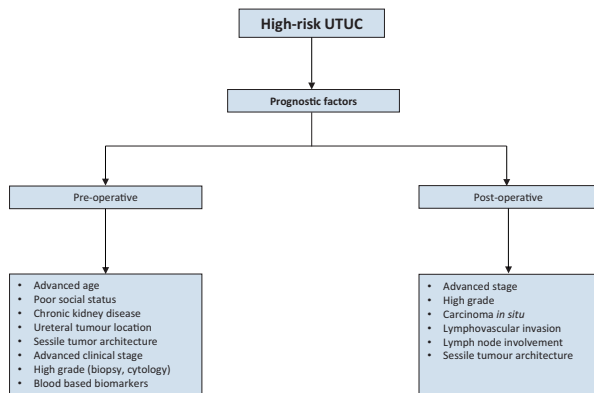 High-risk UTUC
Prognostic factors
Pre-operative
Post-operative
• Advanced age
• Poor social status
• Chronic kidney disease
• Ureteral tumour location
• Sessile tumor architecture
• Advanced clinical stage
• High grade (biopsy, cytology)
• Blood based biomarkers
• Advanced stage
• High grade
• Carcinoma in situ
• Lymphovascular invasion
• Lymph node involvement
• Sessile tumour architecture